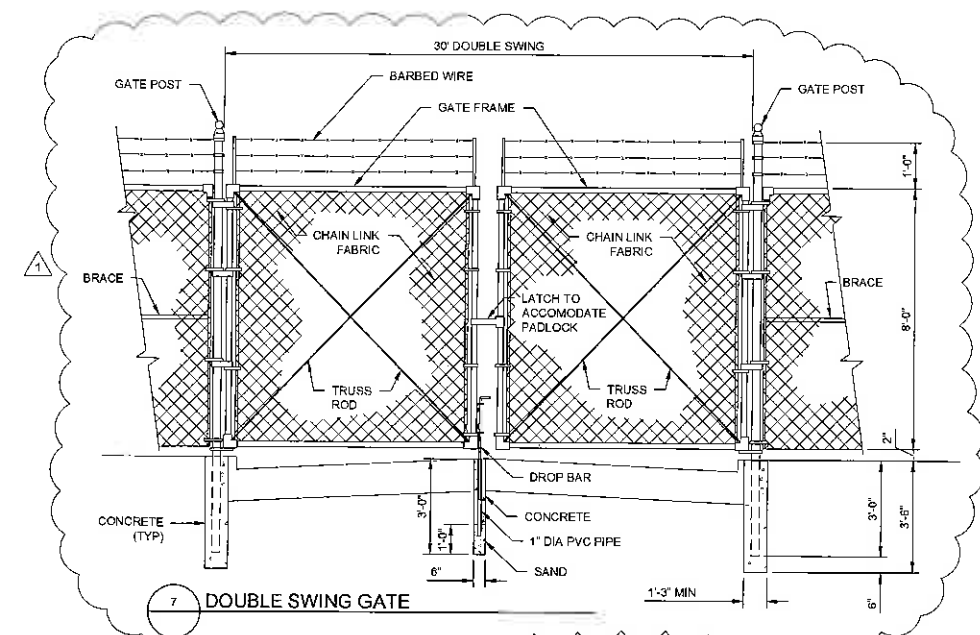 30' DOUBLE SWING
BARBED WIRE
GATE POST
GATE POST
GATE FRAME
1'-0"
CHAIN LINK
FABRIC
CHAIN LINK
FABRIC
1
BRACE
BRACE
LATCH TO
ACCOMODATE
PADLOCK
8'-0"
TRUSS
ROD
TRUSS
ROD
2"
DROP BAR
3'-0"
CONCRETE
(TYP)
CONCRETE
3'-0"
3'-6"
1'-0"
1" DIA PVC PIPE
SAND
6"
1'-3" MIN
6"
7 DOUBLE SWING GATE